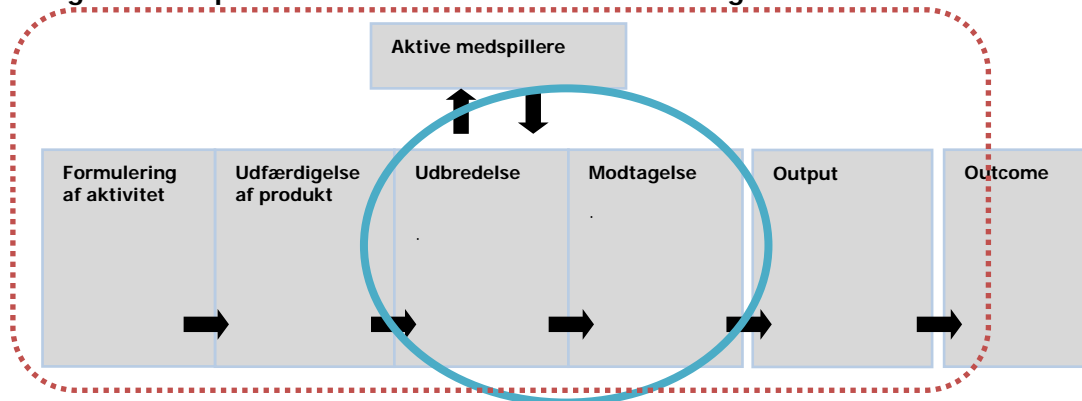 Aktive medspillere
Formulering
af aktivitet
Udfærdigelse
af produkt
Udbredelse
.
Modtagelse
.
Output
Outcome